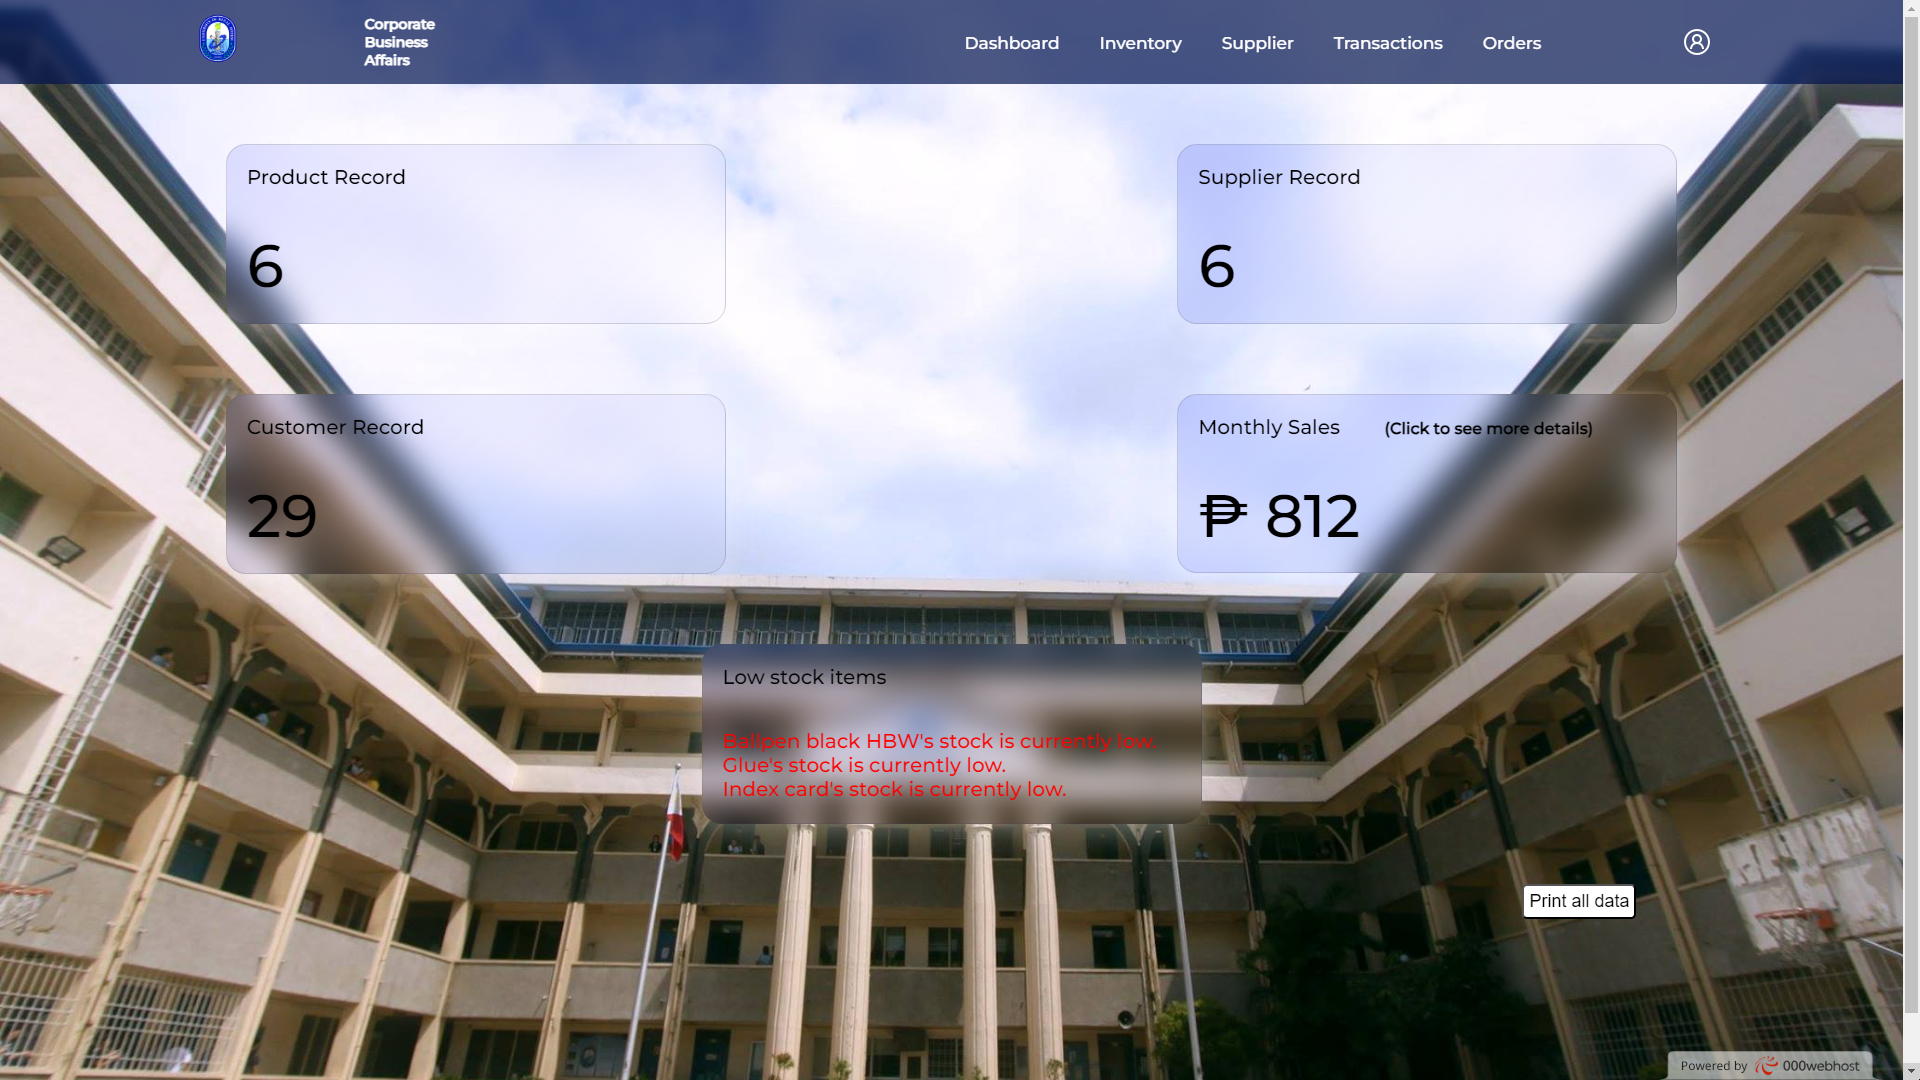 Corporate
Business
Affairs
Dashboard Inventory Supplier Transactions Orders
Product Record
6
Supplier Record
6
Customer Record
29
Monthly Sales (Click to see more details)
₱ 812
Low stock items
Ballpen black HBW's stock is currently low.
Glue's stock is currently low.
Index card's stock is currently low.
Print all data
Powered by 000webhost